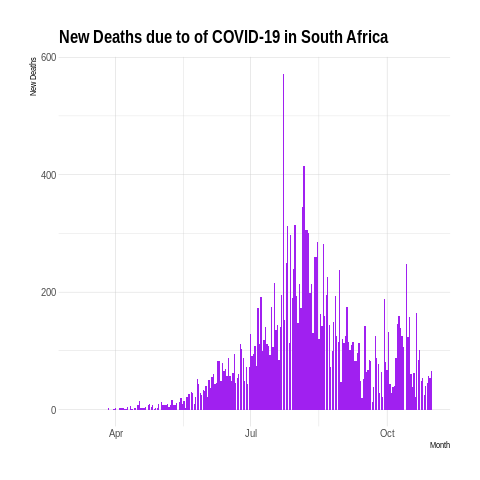 New Deaths due to of COVID-19 in South Africa
New Deaths
600
400
200
0
Apr
Jul
Oct
Month